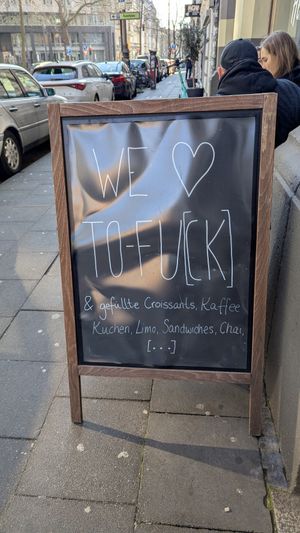 WE ♡
TO-FU[CK]
& gefüllte Croissants, Kaffee
Kuchen, Limo, Sandwiches, Chai,
[...]